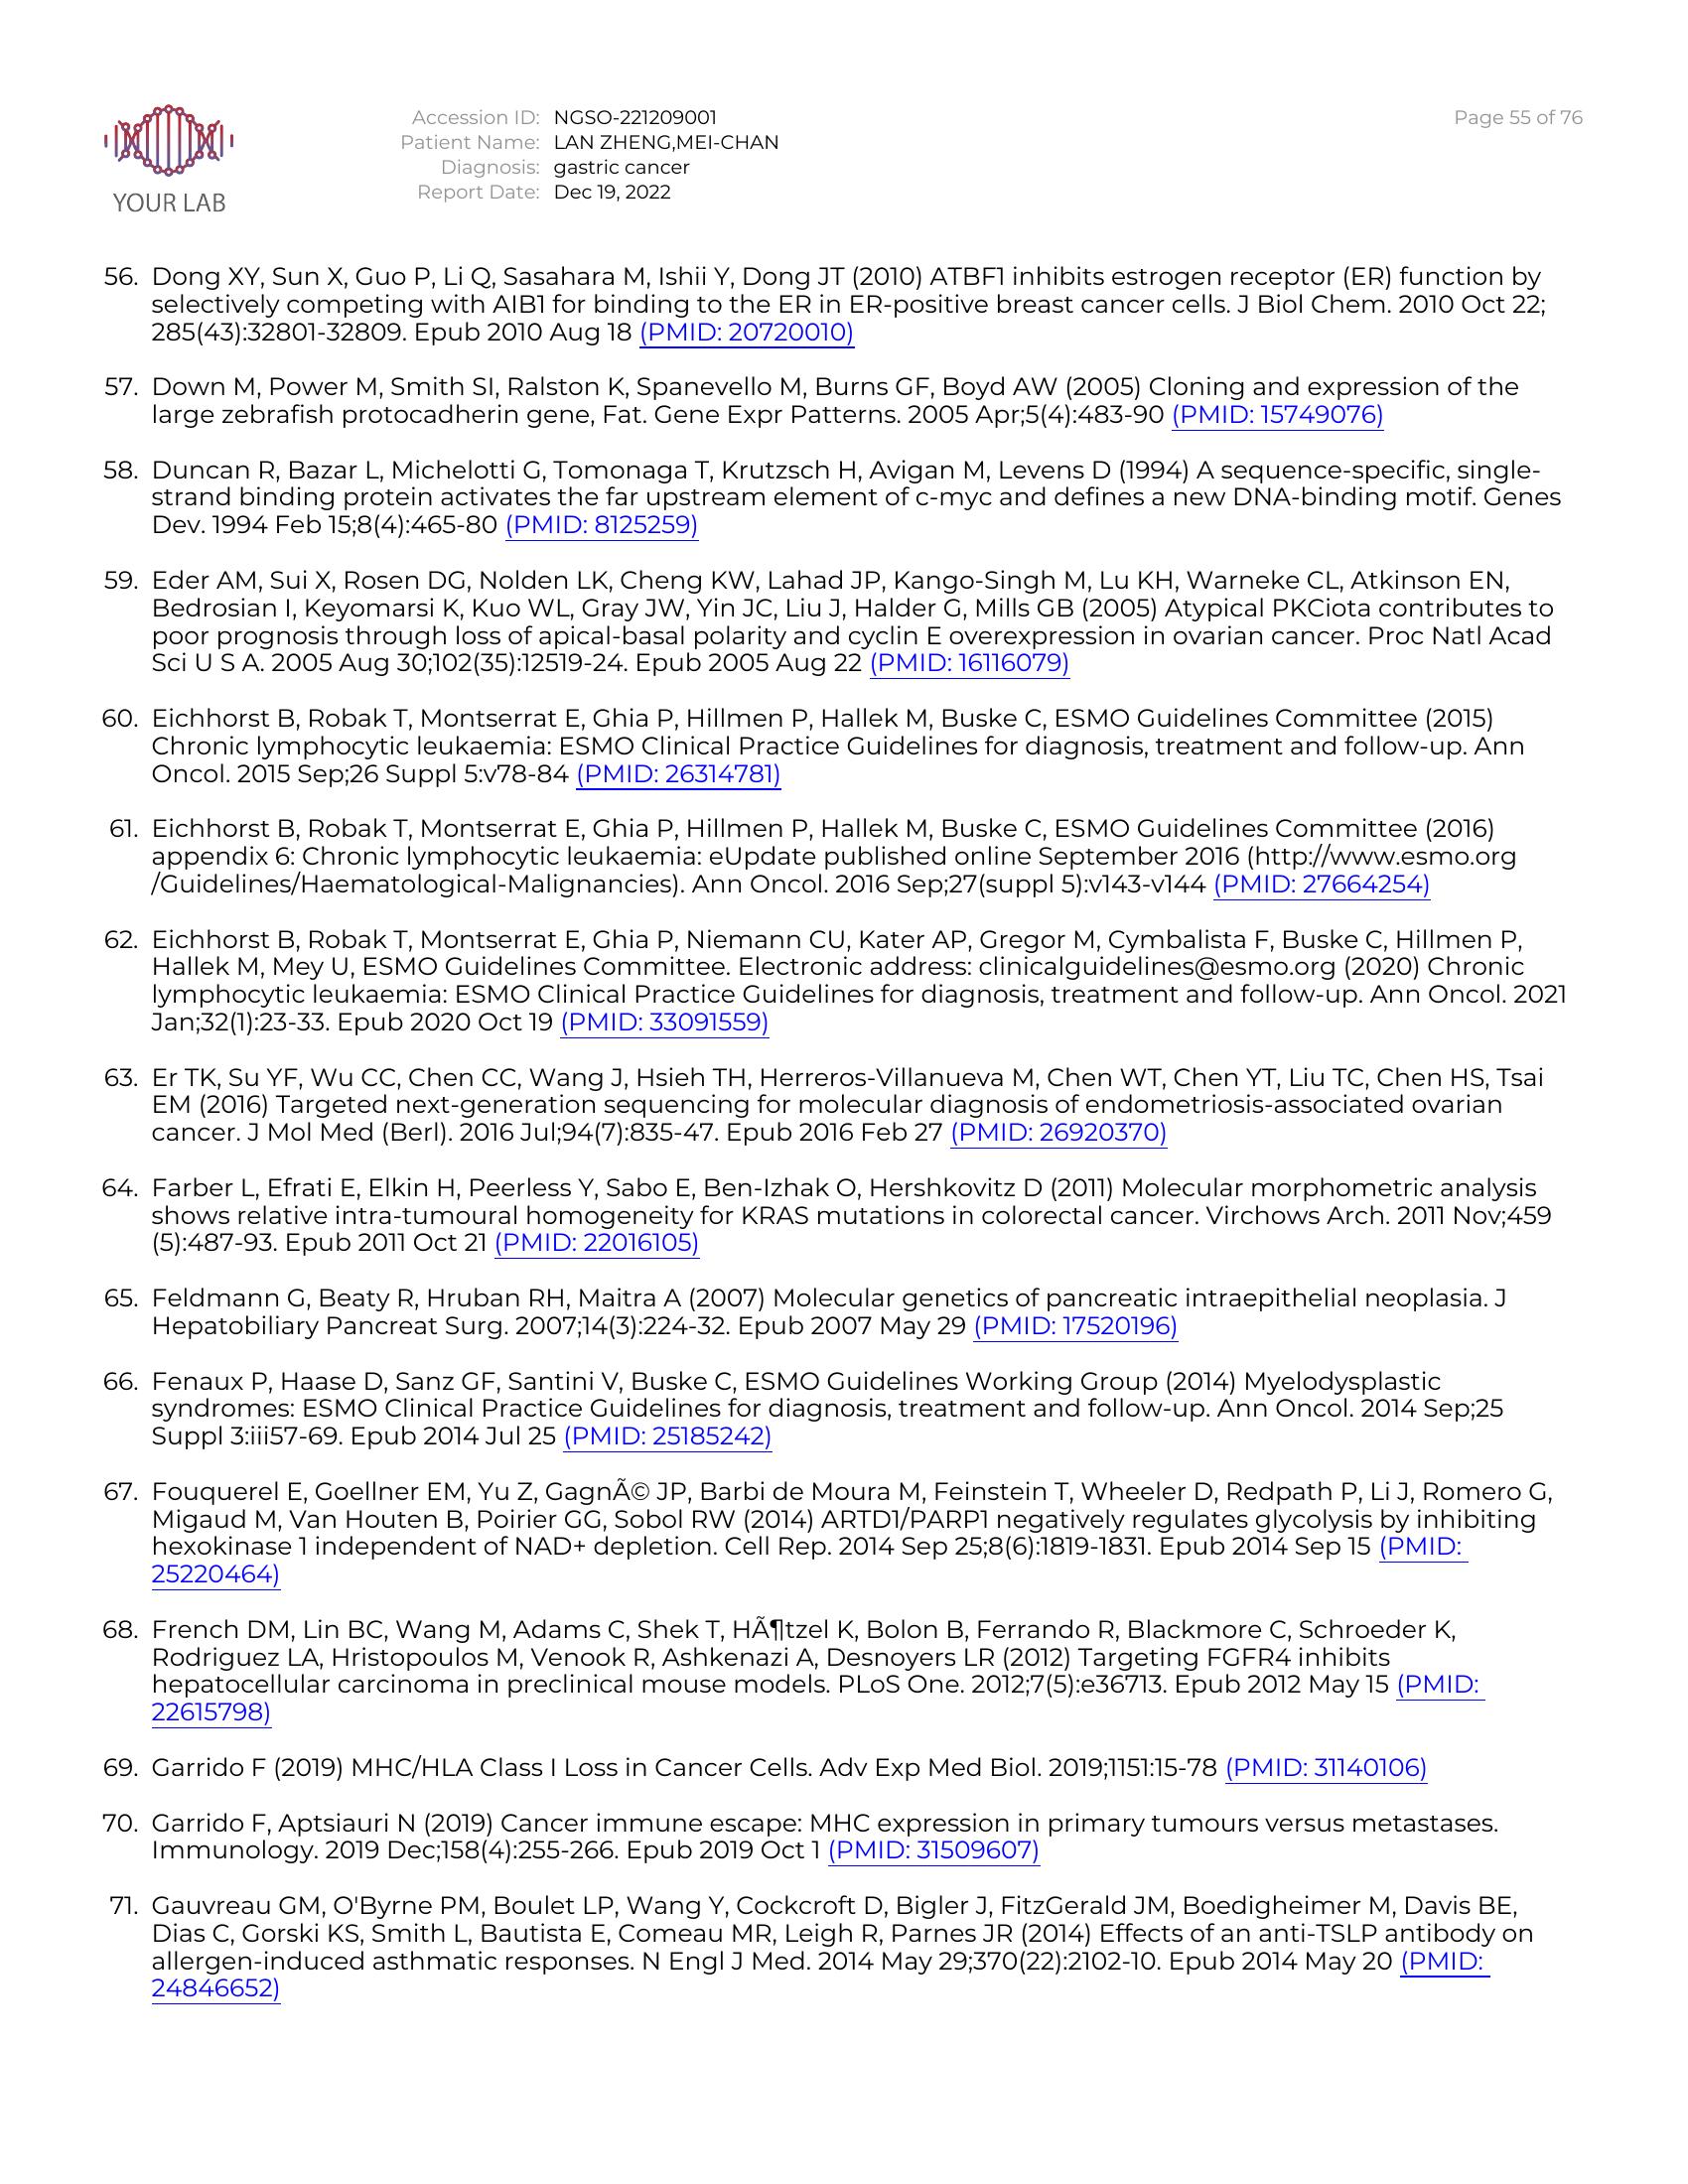 YOUR LAB
Accession ID: NGSO-221209001
Patient Name: LAN ZHENG,MEI-CHAN
Diagnosis: gastric cancer
Report Date: Dec 19, 2022
Page 55 of 76
56. Dong XY, Sun X, Guo P, Li Q, Sasahara M, Ishii Y, Dong JT (2010) ATBF1 inhibits estrogen receptor (ER) function by
selectively competing with AIB1 for binding to the ER in ER-positive breast cancer cells. J Biol Chem. 2010 Oct 22;
285(43):32801-32809. Epub 2010 Aug 18 (PMID: 20720010)
57. Down M, Power M, Smith SI, Ralston K, Spanevello M, Burns GF, Boyd AW (2005) Cloning and expression of the
large zebrafish protocadherin gene, Fat. Gene Expr Patterns. 2005 Apr;5(4):483-90 (PMID: 15749076)
58. Duncan R, Bazar L, Michelotti G, Tomonaga T, Krutzsch H, Avigan M, Levens D (1994) A sequence-specific, single-
strand binding protein activates the far upstream element of c-myc and defines a new DNA-binding motif. Genes
Dev. 1994 Feb 15;8(4):465-80 (PMID: 8125259)
59. Eder AM, Sui X, Rosen DG, Nolden LK, Cheng KW, Lahad JP, Kango-Singh M, Lu KH, Warneke CL, Atkinson EN,
Bedrosian I, Keyomarsi K, Kuo WL, Gray JW, Yin JC, Liu J, Halder G, Mills GB (2005) Atypical PKCiota contributes to
poor prognosis through loss of apical-basal polarity and cyclin E overexpression in ovarian cancer. Proc Natl Acad
Sci U S A. 2005 Aug 30;102(35):12519-24. Epub 2005 Aug 22 (PMID: 16116079)
60. Eichhorst B, Robak T, Montserrat E, Ghia P, Hillmen P, Hallek M, Buske C, ESMO Guidelines Committee (2015)
Chronic lymphocytic leukaemia: ESMO Clinical Practice Guidelines for diagnosis, treatment and follow-up. Ann
Oncol. 2015 Sep;26 Suppl 5:v78-84 (PMID: 26314781)
61. Eichhorst B, Robak T, Montserrat E, Ghia P, Hillmen P, Hallek M, Buske C, ESMO Guidelines Committee (2016)
appendix 6: Chronic lymphocytic leukaemia: eUpdate published online September 2016 (http://www.esmo.org
/Guidelines/Haematological-Malignancies). Ann Oncol. 2016 Sep;27(suppl 5):v143-v144 (PMID: 27664254)
62. Eichhorst B, Robak T, Montserrat E, Ghia P, Niemann CU, Kater AP, Gregor M, Cymbalista F, Buske C, Hillmen P,
Hallek M, Mey U, ESMO Guidelines Committee. Electronic address: clinicalguidelines@esmo.org (2020) Chronic
lymphocytic leukaemia: ESMO Clinical Practice Guidelines for diagnosis, treatment and follow-up. Ann Oncol. 2021
Jan;32(1):23-33. Epub 2020 Oct 19 (PMID: 33091559)
63. Er TK, Su YF, Wu CC, Chen CC, Wang J, Hsieh TH, Herreros-Villanueva M, Chen WT, Chen YT, Liu TC, Chen HS, Tsai
EM (2016) Targeted next-generation sequencing for molecular diagnosis of endometriosis-associated ovarian
cancer. J Mol Med (Berl). 2016 Jul;94(7):835-47. Epub 2016 Feb 27 (PMID: 26920370)
64. Farber L, Efrati E, Elkin H, Peerless Y, Sabo E, Ben-Izhak O, Hershkovitz D (2011) Molecular morphometric analysis
shows relative intra-tumoural homogeneity for KRAS mutations in colorectal cancer. Virchows Arch. 2011 Nov;459
(5):487-93. Epub 2011 Oct 21 (PMID: 22016105)
65. Feldmann G, Beaty R, Hruban RH, Maitra A (2007) Molecular genetics of pancreatic intraepithelial neoplasia. J
Hepatobiliary Pancreat Surg. 2007;14(3):224-32. Epub 2007 May 29 (PMID: 17520196)
66. Fenaux P, Haase D, Sanz GF, Santini V, Buske C, ESMO Guidelines Working Group (2014) Myelodysplastic
syndromes: ESMO Clinical Practice Guidelines for diagnosis, treatment and follow-up. Ann Oncol. 2014 Sep;25
Suppl 3:iii57-69. Epub 2014 Jul 25 (PMID: 25185242)
67. Fouquerel E, Goellner EM, Yu Z, GagnÃ© JP, Barbi de Moura M, Feinstein T, Wheeler D, Redpath P, Li J, Romero G,
Migaud M, Van Houten B, Poirier GG, Sobol RW (2014) ARTD1/PARP1 negatively regulates glycolysis by inhibiting
hexokinase 1 independent of NAD+ depletion. Cell Rep. 2014 Sep 25;8(6):1819-1831. Epub 2014 Sep 15 (PMID:
25220464)
68. French DM, Lin BC, Wang M, Adams C, Shek T, HÃ¶tzel K, Bolon B, Ferrando R, Blackmore C, Schroeder K,
Rodriguez LA, Hristopoulos M, Venook R, Ashkenazi A, Desnoyers LR (2012) Targeting FGFR4 inhibits
hepatocellular carcinoma in preclinical mouse models. PLoS One. 2012;7(5):e36713. Epub 2012 May 15 (PMID:
22615798)
69. Garrido F (2019) MHC/HLA Class I Loss in Cancer Cells. Adv Exp Med Biol. 2019;1151:15-78 (PMID: 31140106)
70. Garrido F, Aptsiauri N (2019) Cancer immune escape: MHC expression in primary tumours versus metastases.
Immunology. 2019 Dec;158(4):255-266. Epub 2019 Oct 1 (PMID: 31509607)
71. Gauvreau GM, O'Byrne PM, Boulet LP, Wang Y, Cockcroft D, Bigler J, FitzGerald JM, Boedigheimer M, Davis BE,
Dias C, Gorski KS, Smith L, Bautista E, Comeau MR, Leigh R, Parnes JR (2014) Effects of an anti-TSLP antibody on
allergen-induced asthmatic responses. N Engl J Med. 2014 May 29;370(22):2102-10. Epub 2014 May 20 (PMID:
24846652)